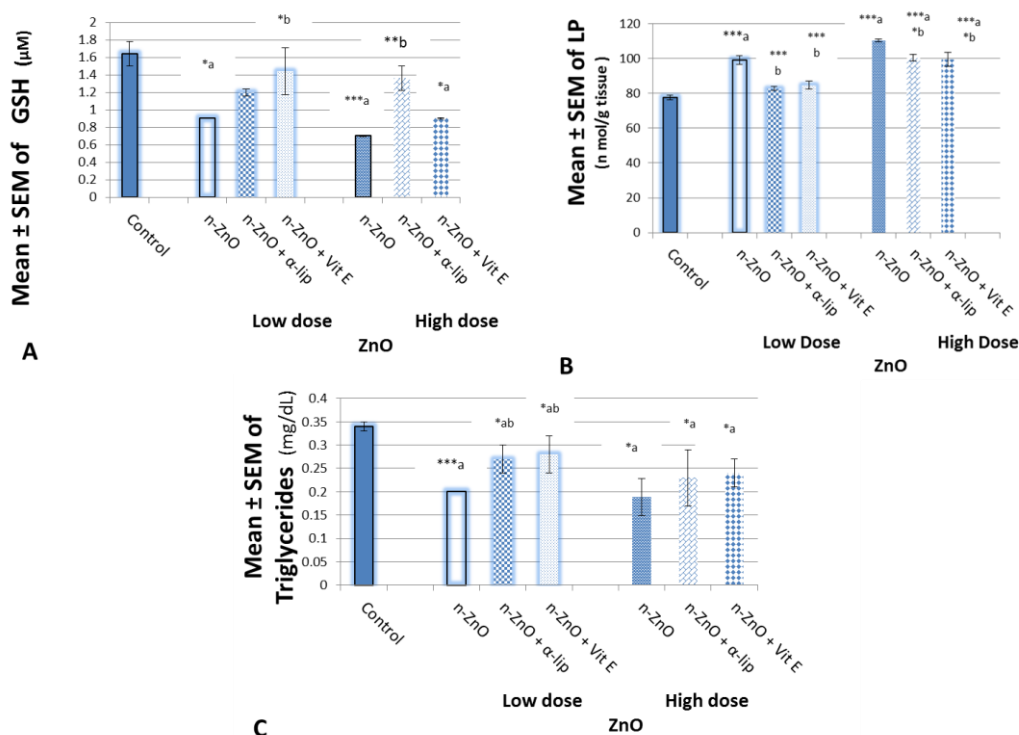 Mean ± SEM of GSH (μM)
2
1.8
1.6
1.4
1.2
1
0.8
0.6
0.4
0.2
0
*a
*b
***a
**b
*a
Control
n-ZnO
n-ZnO + α-lip
n-ZnO + Vit E
n-ZnO
n-ZnO + α-lip
n-ZnO + Vit E
Low dose
High dose
ZnO
A
Mean ± SEM of LP
(n mol/g tissue)
120
100
80
60
40
20
0
***a
***
b
***
b
***a
***a
*b
***a
*b
Control
n-ZnO
n-ZnO + α-lip
n-ZnO + Vit E
n-ZnO
n-ZnO + α-lip
n-ZnO + Vit E
Low Dose
High Dose
ZnO
B
Mean ± SEM of
Triglycerides (mg/dL)
0.4
0.35
0.3
0.25
0.2
0.15
0.1
0.05
0
***a
*ab
*ab
*a
*a
*a
Control
n-ZnO
n-ZnO + α-lip
n-ZnO + Vit E
n-ZnO
n-ZnO + α-lip
n-ZnO + Vit E
Low dose
High dose
ZnO
C